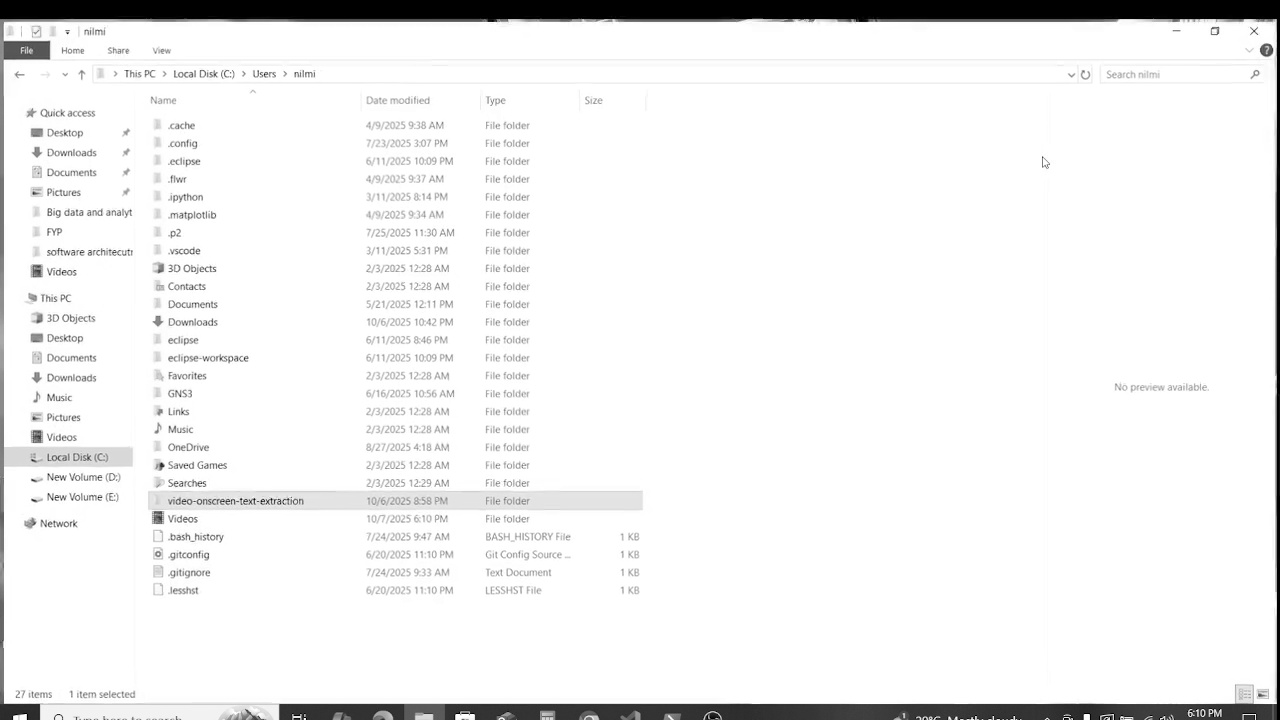 nilmi
File Home Share View
This PC Local Disk (C:) Users nilmi Search nilmi
Name Date modified Type Size
Quick access
Desktop
Downloads
Documents
Pictures
Big data and analyt
FYP
software architecutr
Videos
This PC
3D Objects
Desktop
Documents
Downloads
Music
Pictures
Videos
Local Disk (C:)
New Volume (D:)
New Volume (E:)
Network
.cache 4/9/2025 9:38 AM File folder
.config 7/23/2025 3:07 PM File folder
.eclipse 6/11/2025 10:09 PM File folder
.flwr 4/9/2025 9:37 AM File folder
.ipython 3/11/2025 8:14 PM File folder
.matplotlib 4/9/2025 9:34 AM File folder
.p2 7/25/2025 11:30 AM File folder
.vscode 3/11/2025 5:31 PM File folder
3D Objects 2/3/2025 12:28 AM File folder
Contacts 2/3/2025 12:28 AM File folder
Documents 5/21/2025 12:11 PM File folder
Downloads 10/6/2025 10:42 PM File folder
eclipse 6/11/2025 8:46 PM File folder
eclipse-workspace 6/11/2025 10:09 PM File folder
Favorites 2/3/2025 12:28 AM File folder
GNS3 6/16/2025 10:56 AM File folder
Links 2/3/2025 12:28 AM File folder
Music 2/3/2025 12:28 AM File folder
OneDrive 8/27/2025 4:18 AM File folder
Saved Games 2/3/2025 12:28 AM File folder
Searches 2/3/2025 12:29 AM File folder
video-onscreen-text-extraction 10/6/2025 8:58 PM File folder
Videos 10/7/2025 6:10 PM File folder
.bash_history 7/24/2025 9:47 AM BASH_HISTORY File 1 KB
.gitconfig 6/20/2025 11:10 PM Git Config Source ... 1 KB
.gitignore 7/24/2025 9:33 AM Text Document 1 KB
.lesshst 6/20/2025 11:10 PM LESSHST File 1 KB
No preview available.
27 items 1 item selected
Type here to search
6:10 PM